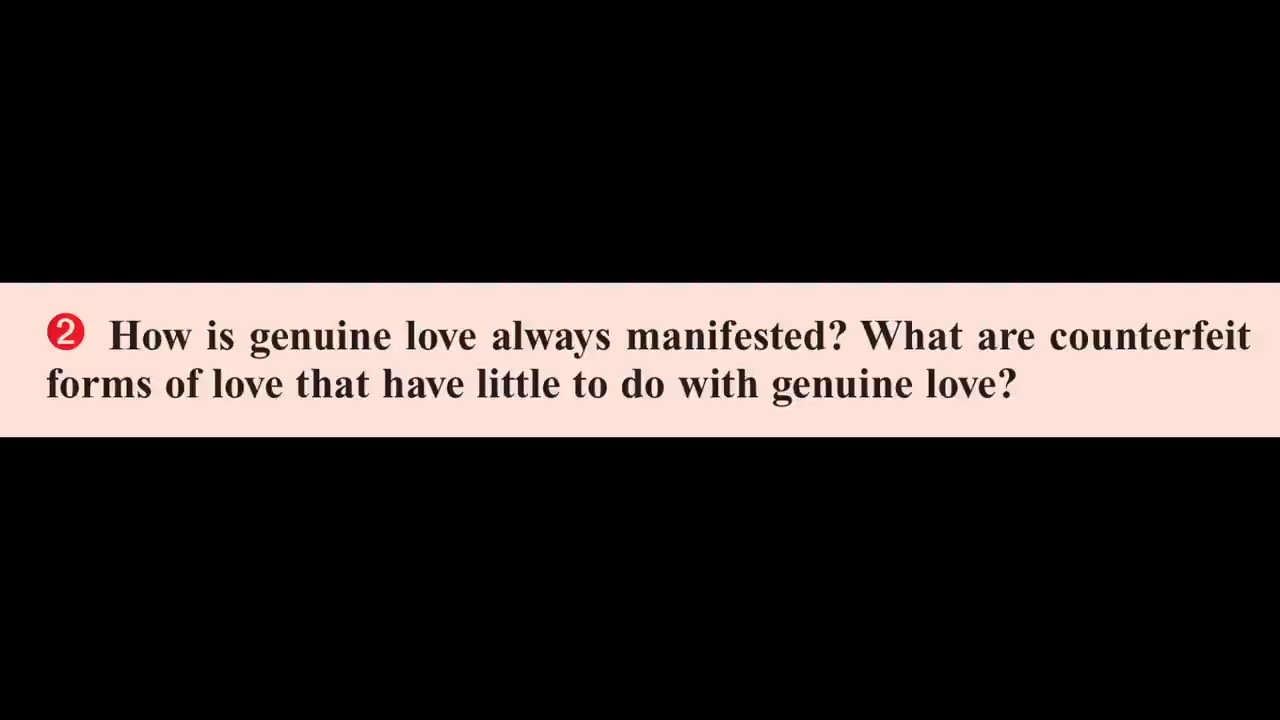 ❷ How is genuine love always manifested? What are counterfeit
forms of love that have little to do with genuine love?